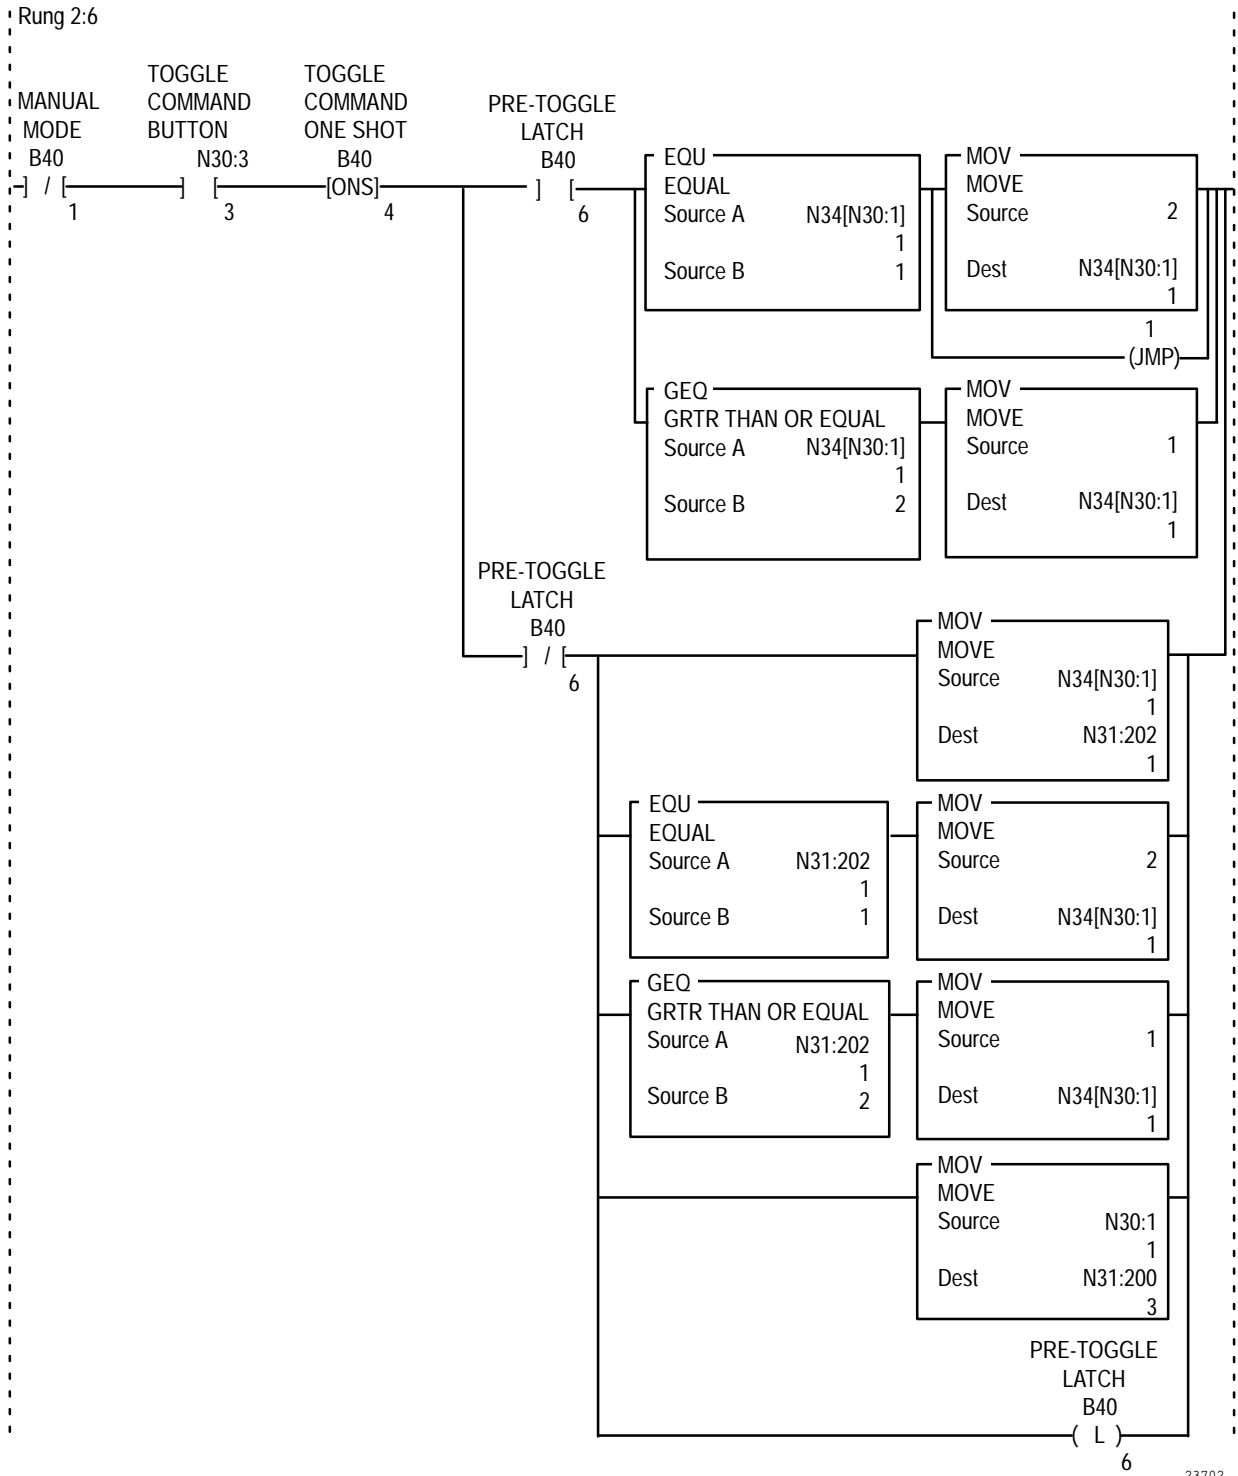 Rung 2:6
MANUAL
MODE
B40
] / [
1
TOGGLE
COMMAND
BUTTON
N30:3
] [
3
TOGGLE
COMMAND
ONE SHOT
B40
[ONS]
4
PRE-TOGGLE
LATCH
B40
] [
6
EQU
EQUAL
Source A N34[N30:1]
1
Source B 1
MOV
MOVE
Source 2
Dest N34[N30:1]
1
1
(JMP)
GEQ
GRTR THAN OR EQUAL
Source A N34[N30:1]
1
Source B 2
MOV
MOVE
Source 1
Dest N34[N30:1]
1
PRE-TOGGLE
LATCH
B40
] / [
6
MOV
MOVE
Source N34[N30:1]
1
Dest N31:202
1
EQU
EQUAL
Source A N31:202
1
Source B 1
MOV
MOVE
Source 2
Dest N34[N30:1]
1
GEQ
GRTR THAN OR EQUAL
Source A N31:202
1
Source B 2
MOV
MOVE
Source 1
Dest N34[N30:1]
1
MOV
MOVE
Source N30:1
1
Dest N31:200
3
PRE-TOGGLE
LATCH
B40
( L )
6